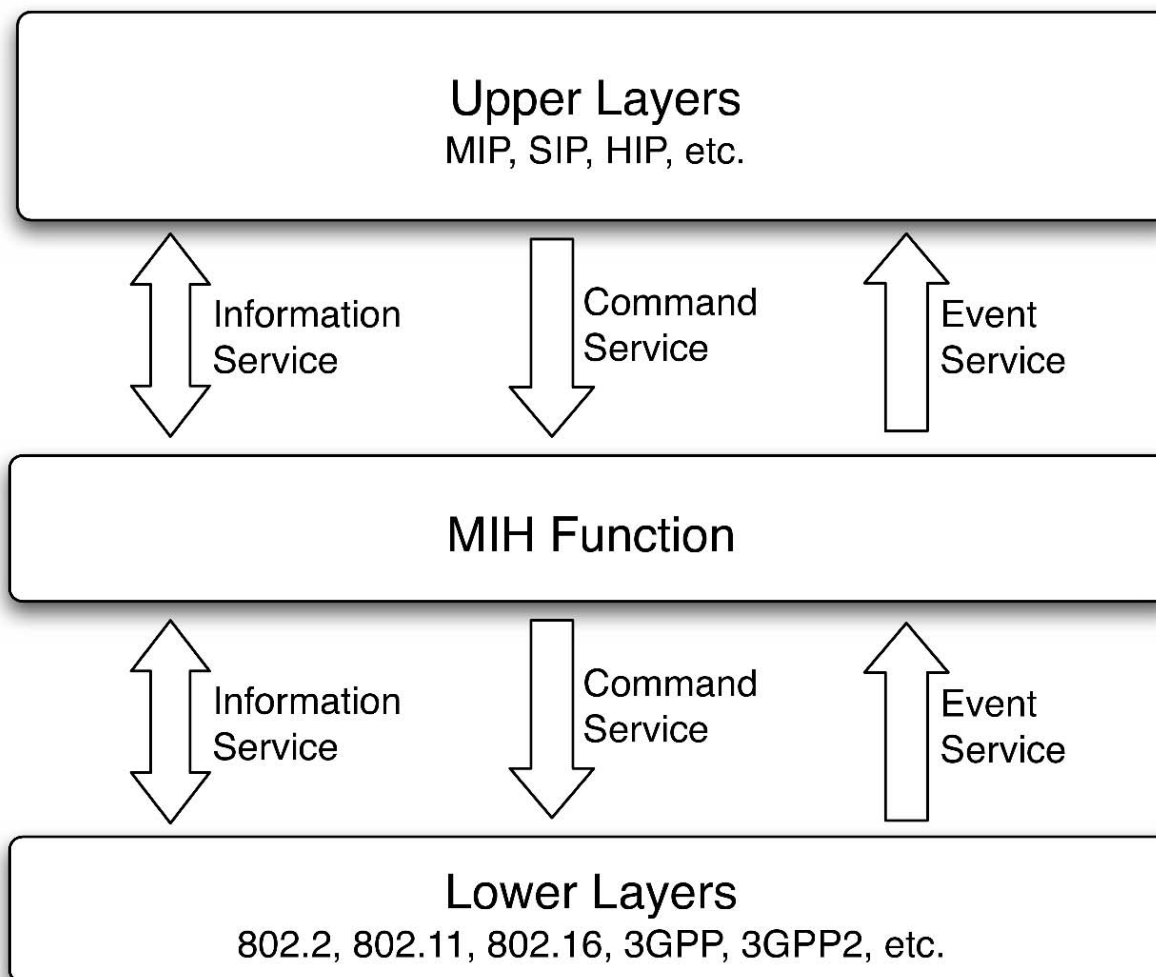 Upper Layers
MIP, SIP, HIP, etc.
Information
Service
Command
Service
Event
Service
MIH Function
Information
Service
Command
Service
Event
Service
Lower Layers
802.2, 802.11, 802.16, 3GPP, 3GPP2, etc.